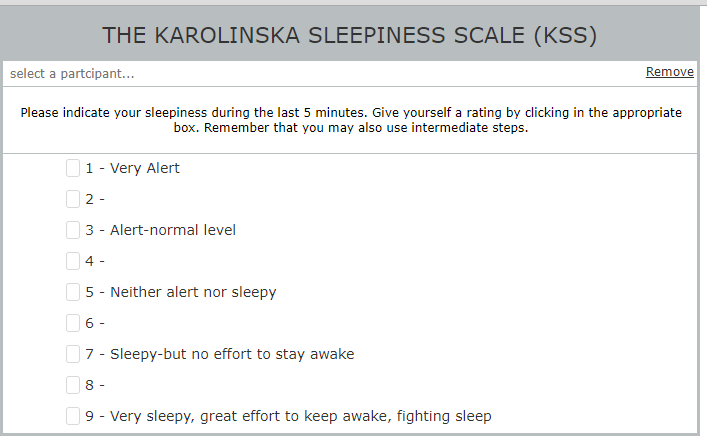 THE KAROLINSKA SLEEPINESS SCALE (KSS)
select a partcipant...
Remove
Please indicate your sleepiness during the last 5 minutes. Give yourself a rating by clicking in the appropriate
box. Remember that you may also use intermediate steps.
1 - Very Alert
2 -
3 - Alert-normal level
4 -
5 - Neither alert nor sleepy
6 -
7 - Sleepy-but no effort to stay awake
8 -
9 - Very sleepy, great effort to keep awake, fighting sleep